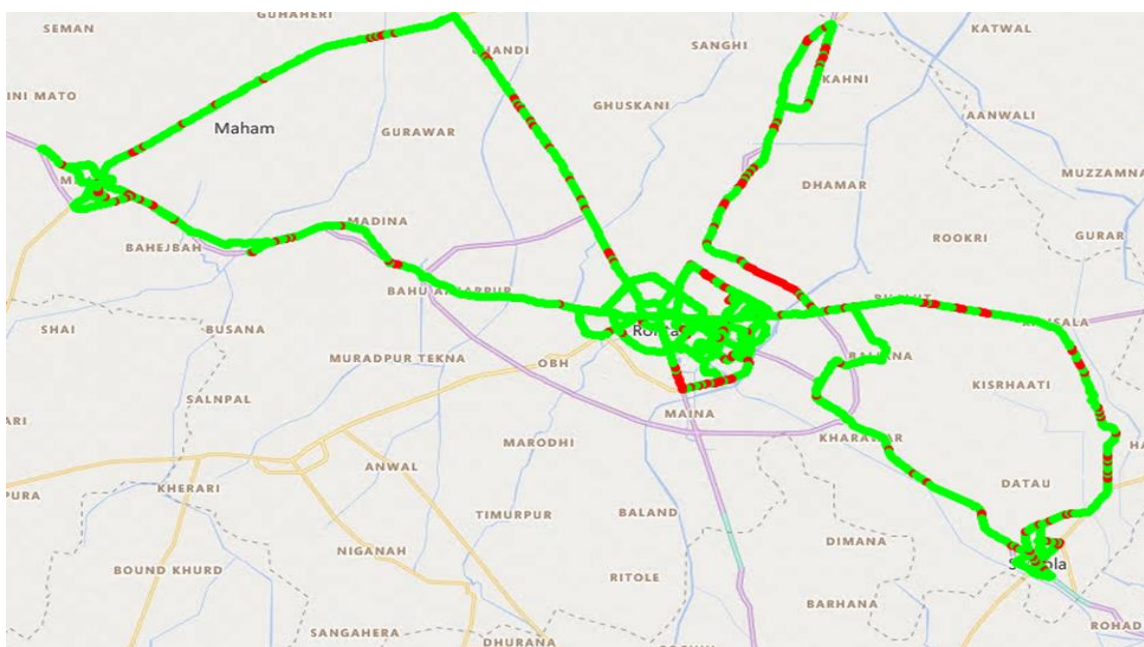 GUHAHERI
SEMAN
KATWAL
SANGHI
KAHNI
INI MATO
GHUSKANI
Maham
GURAWAR
AANWALI
MUZZAMNA
DHAMAR
MADINA
ROOKRI
GURAR
BAHEJBAH
SHAI
BUSANA
MURADPUR TEKNA
OBH
KISRHAATI
SALNPAL
MAINA
ARI
MARODHI
HA
ANWAL
DATAU
PURA
KHERARI
TIMURPUR
BALAND
DIMANA
NIGANAH
BOUND KHURD
RITOLE
BARHANA
ROHAD
SANGAHERA
DHURANA